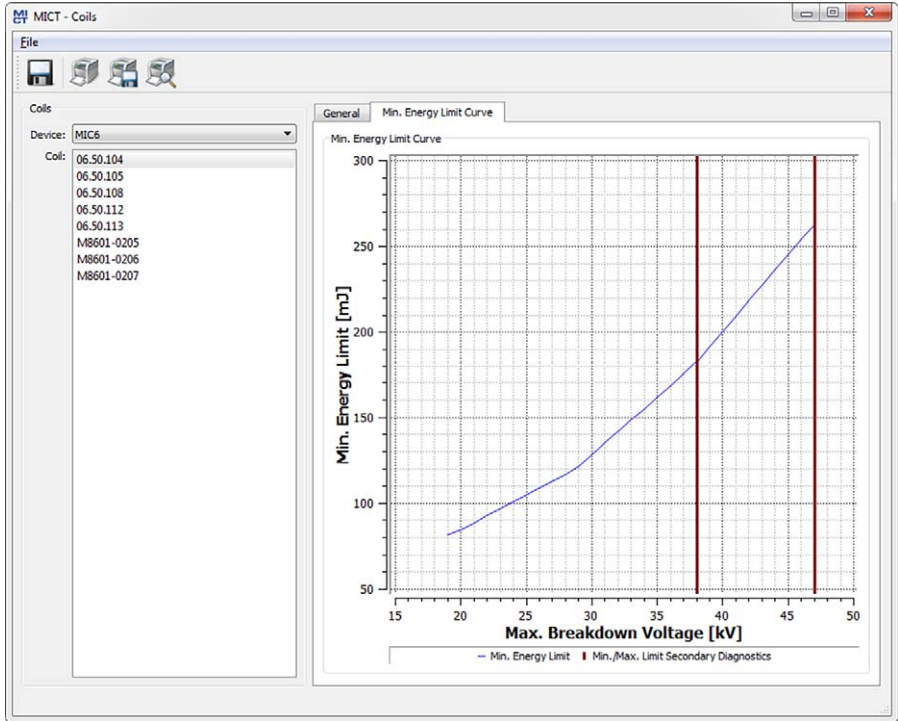 MICT - Coils
File
Coils
Device: MIC6
Coil: 06.50.104
06.50.105
06.50.108
06.50.112
06.50.113
M8601-0205
M8601-0206
M8601-0207
General Min. Energy Limit Curve
Min. Energy Limit Curve
Min. Energy Limit [mJ]
300
250
200
150
100
50
15 20 25 30 35 40 45 50
Max. Breakdown Voltage [kV]
Min. Energy Limit Min./Max. Limit Secondary Diagnostics